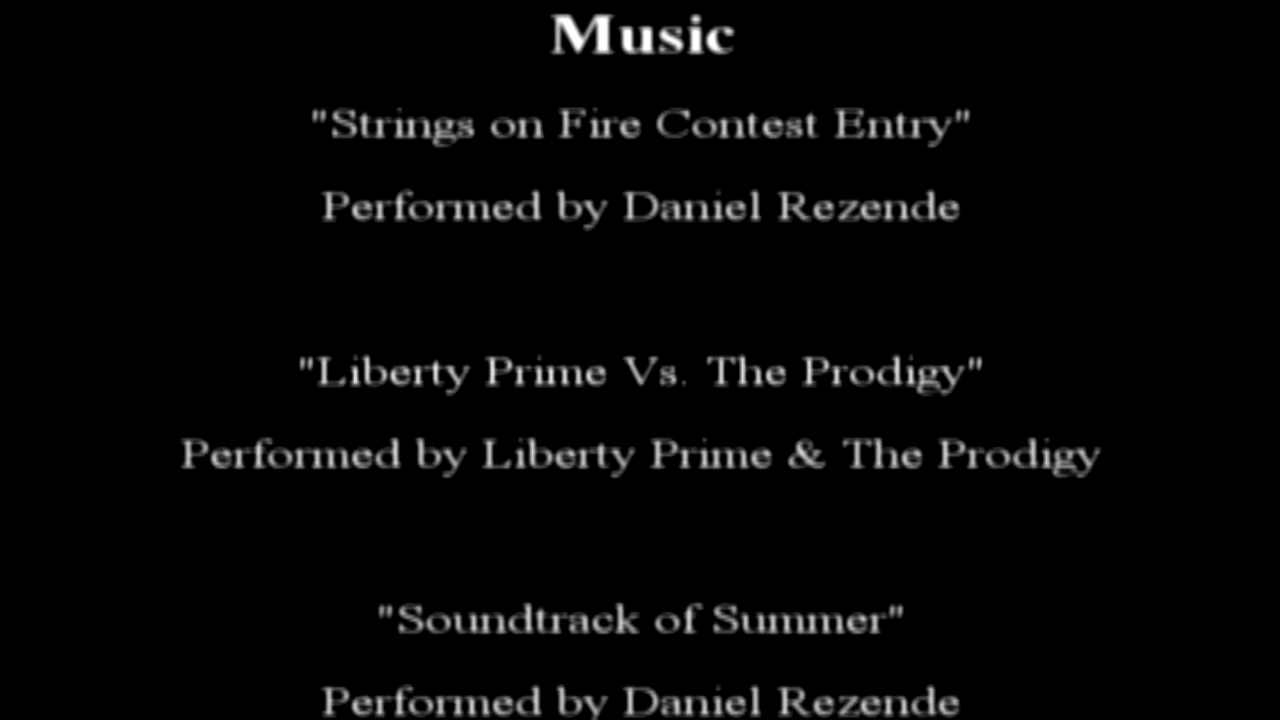 Music
"Strings on Fire Contest Entry"
Performed by Daniel Rezende
"Liberty Prime Vs. The Prodigy"
Performed by Liberty Prime & The Prodigy
"Soundtrack of Summer"
Performed by Daniel Rezende